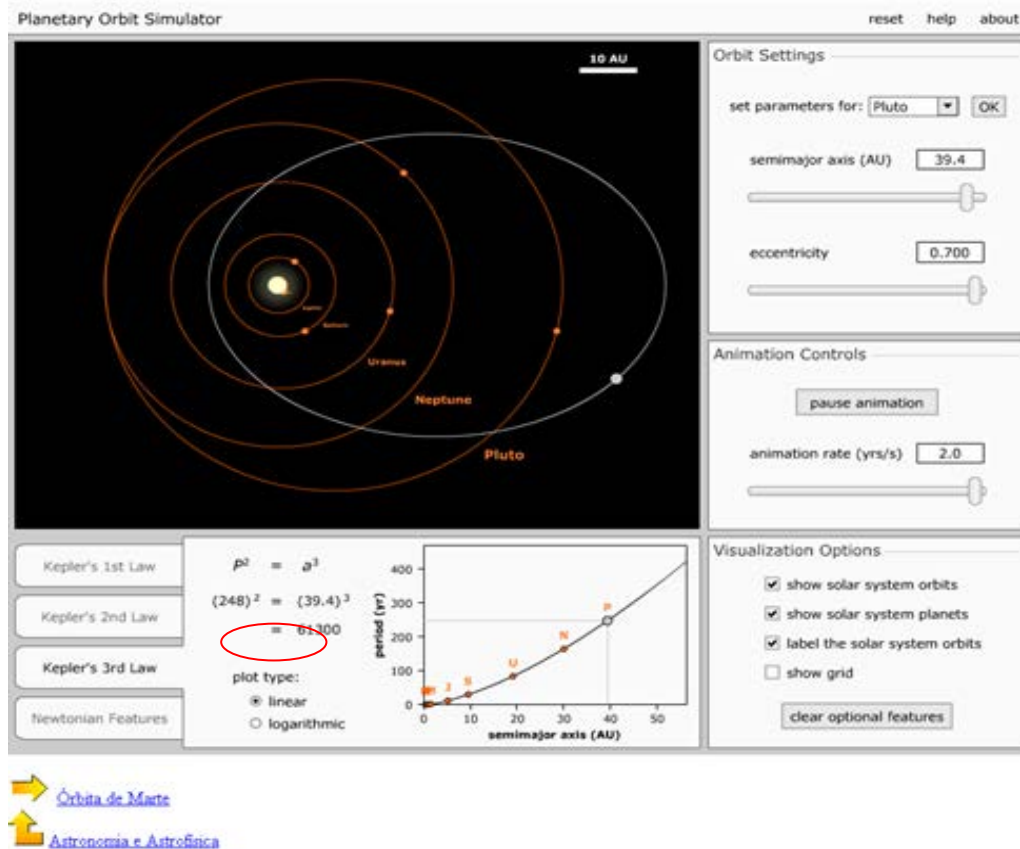 Planetary Orbit Simulator
reset help about
10 AU
Uranus
Neptune
Pluto
Orbit Settings
set parameters for: Pluto OK
semimajor axis (AU) 39.4
eccentricity 0.700
Animation Controls
pause animation
animation rate (yrs/s) 2.0
Kepler's 1st Law
Kepler's 2nd Law
Kepler's 3rd Law
Newtonian Features
P² = a³
(248)² = (39.4)³
= 61300
plot type:
linear
logarithmic
period (yr)
400
300
200
100
0
J S U N P
0 10 20 30 40 50
semimajor axis (AU)
Visualization Options
show solar system orbits
show solar system planets
label the solar system orbits
show grid
clear optional features
Órbita de Marte
Astronomia e Astrofísica